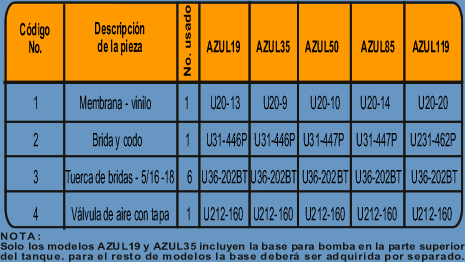 Código No. | Descripción de la pieza | No. usado | AZUL19 | AZUL35 | AZUL50 | AZUL85 | AZUL119
1 | Membrana - vinilo | 1 | U20-13 | U20-9 | U20-10 | U20-14 | U20-20
2 | Brida y codo | 1 | U31-446P | U31-446P | U31-447P | U31-447P | U231-462P
3 | Tuerca de bridas - 5/16 -18 | 6 | U36-202BT | U36-202BT | U36-202BT | U36-202BT | U36-202BT
4 | Válvula de aire con tapa | 1 | U212-160 | U212-160 | U212-160 | U212-160 | U212-160
NOTA:
Solo los modelos AZUL19 y AZUL35 incluyen la base para bomba en la parte superior
del tanque. para el resto de modelos la base deberá ser adquirida por separado.